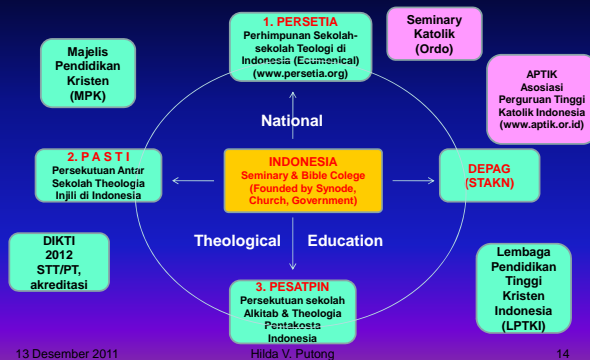 1. PERSETIA
Perhimpunan Sekolah-
sekolah Teologi di
Indonesia (Ecumenical)
(www.persetia.org)
Seminary
Katolik
(Ordo)
Majelis
Pendidikan
Kristen
(MPK)
APTIK
Asosiasi
Perguruan Tinggi
Katolik Indonesia
(www.aptik.or.id)
National
2. P A S T I
Persekutuan Antar
Sekolah Theologia
Injili di Indonesia
INDONESIA
Seminary & Bible Colege
(Founded by Synode,
Church, Government)
DEPAG
(STAKN)
Theological Education
DIKTI
2012
STT/PT,
akreditasi
3. PESATPIN
Persekutuan sekolah
Alkitab & Theologia
Pentakosta
Indonesia
Lembaga
Pendidikan
Tinggi
Kristen
Indonesia
(LPTKI)
13 Desember 2011
Hilda V. Putong
14